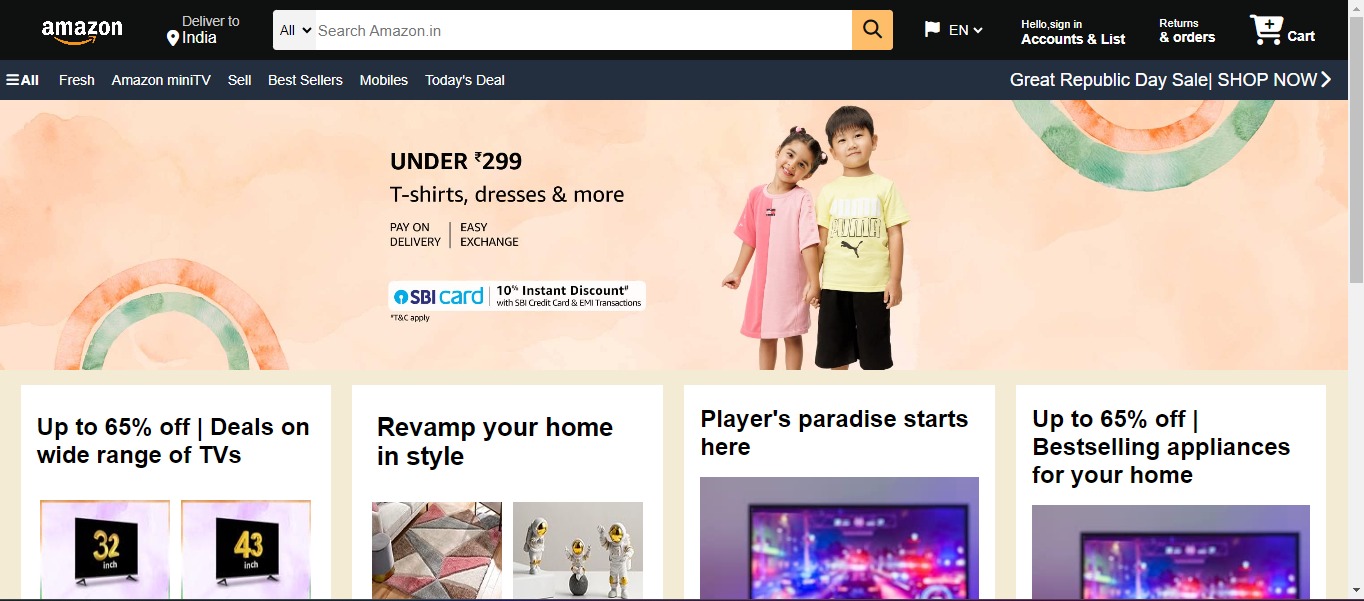 amazon
Deliver to
India
All
Search Amazon.in
EN
Hello,sign in
Accounts & List
Returns
& orders
Cart
All
Fresh
Amazon miniTV
Sell
Best Sellers
Mobiles
Today's Deal
Great Republic Day Sale| SHOP NOW
UNDER ₹299
T-shirts, dresses & more
PAY ON
DELIVERY
EASY
EXCHANGE
SBI card
10% Instant Discount#
with SBI Credit Card & EMI Transactions
*T&C apply
PUMA
Up to 65% off | Deals on
wide range of TVs
Revamp your home
in style
Player's paradise starts
here
Up to 65% off |
Bestselling appliances
for your home
32
inch
43
inch